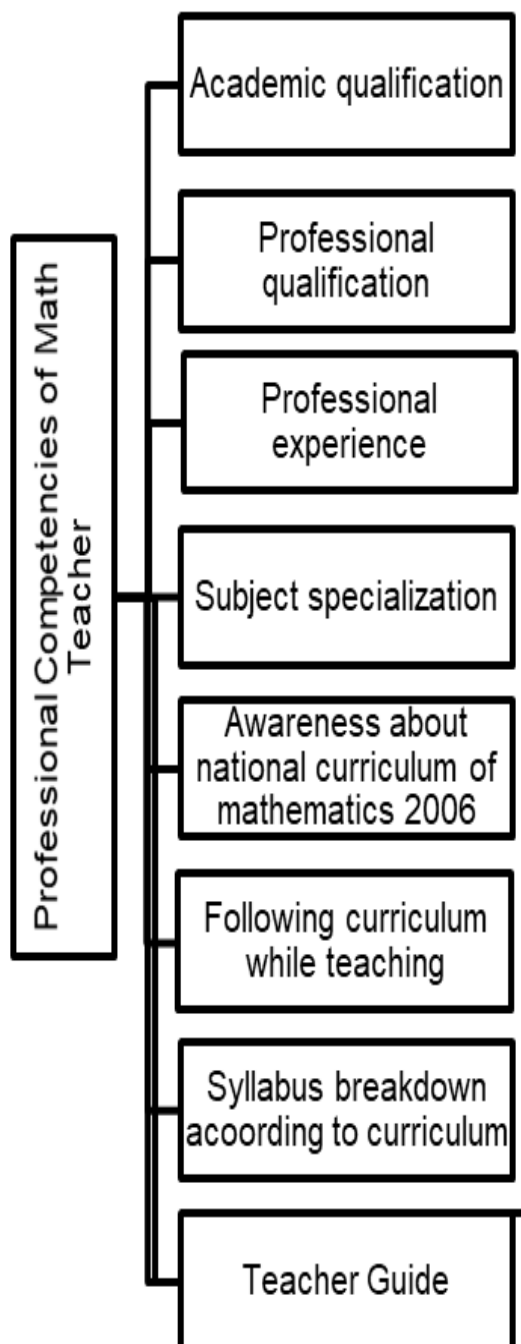 Professional Competencies of Math
Teacher
Academic qualification
Professional
qualification
Professional
experience
Subject specialization
Awareness about
national curriculum of
mathematics 2006
Following curriculum
while teaching
Syllabus breakdown
acoording to curriculum
Teacher Guide